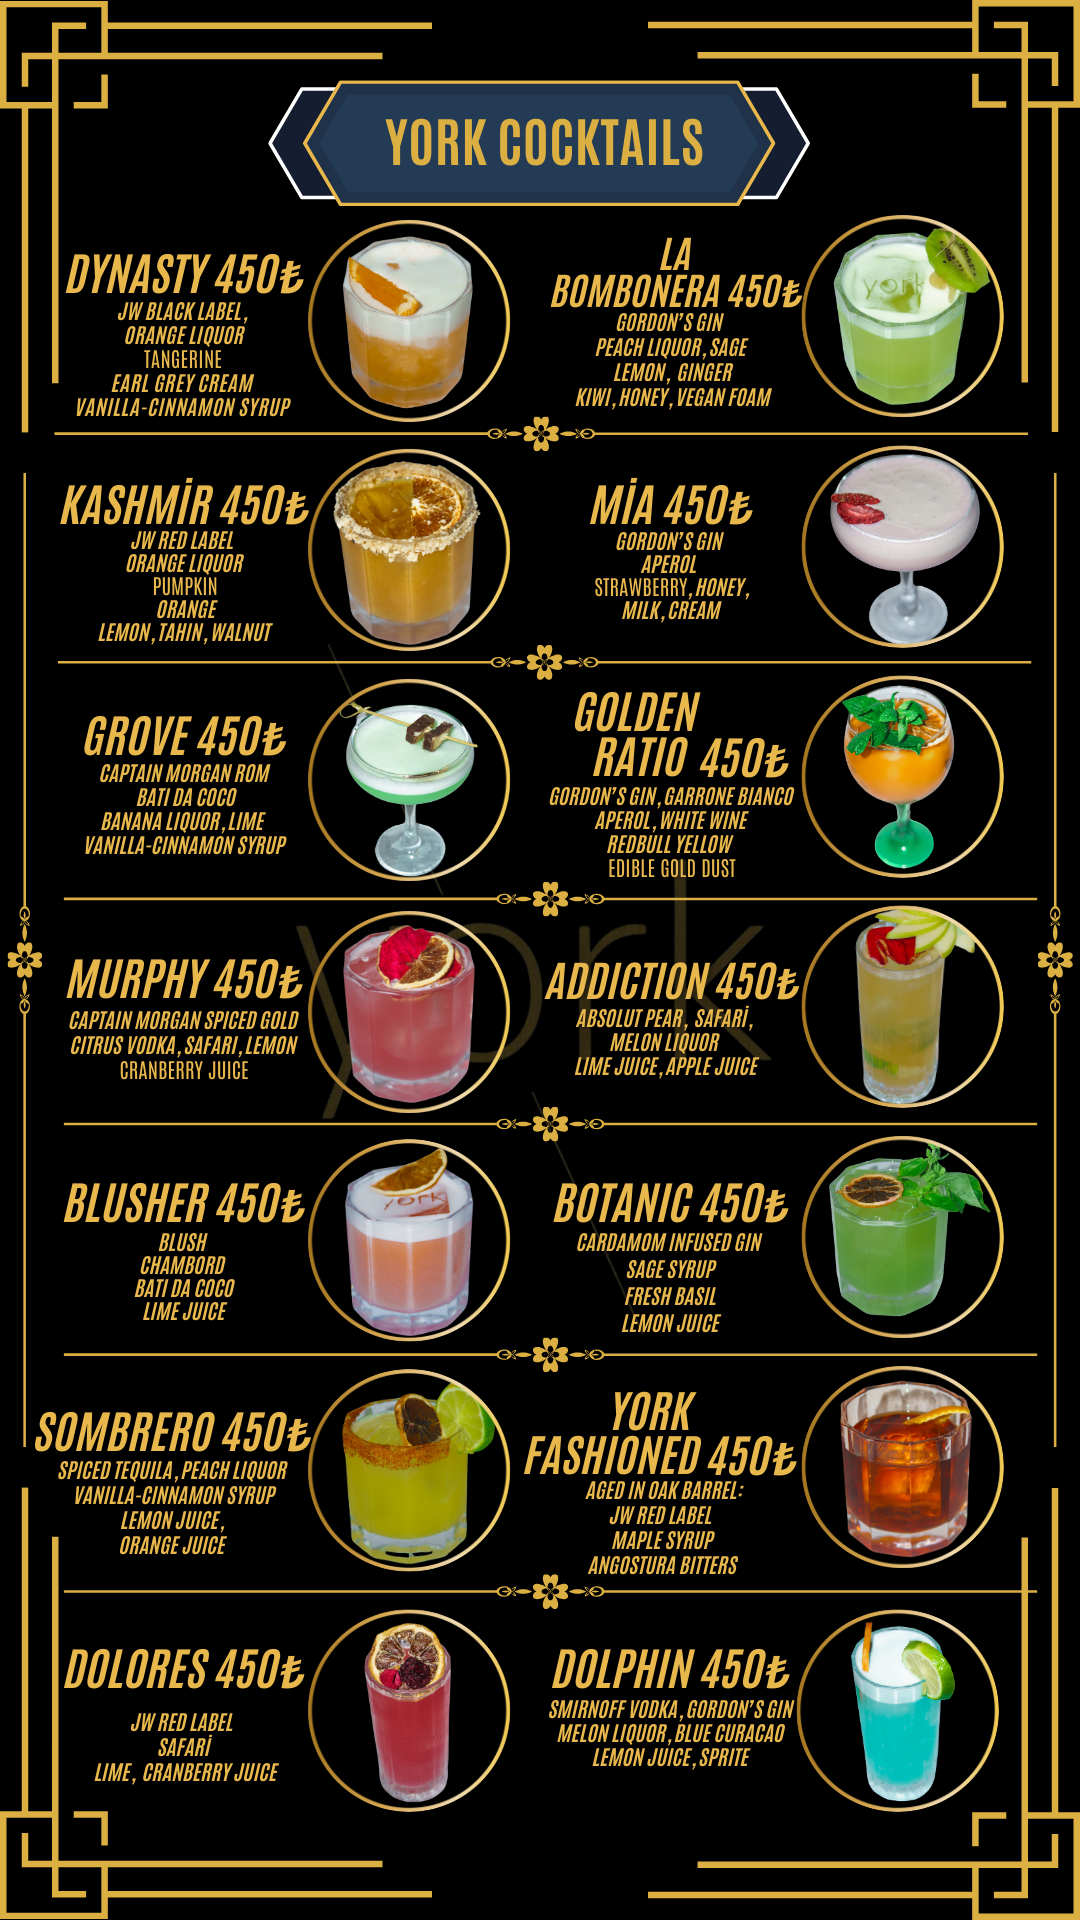 YORK COCKTAILS
DYNASTY 450₺
JW BLACK LABEL,
ORANGE LIQUOR
TANGERINE
EARL GREY CREAM
VANILLA-CINNAMON SYRUP
LA
BOMBONERA 450₺
GORDON'S GIN
PEACH LIQUOR, SAGE
LEMON, GINGER
KIWI, HONEY, VEGAN FOAM
york
KASHMİR 450₺
JW RED LABEL
ORANGE LIQUOR
PUMPKIN
ORANGE
LEMON, TAHIN, WALNUT
MİA 450₺
GORDON'S GIN
APEROL
STRAWBERRY, HONEY,
MILK, CREAM
GROVE 450₺
CAPTAIN MORGAN ROM
BATI DA COCO
BANANA LIQUOR, LIME
VANILLA-CINNAMON SYRUP
GOLDEN
RATIO 450₺
GORDON'S GIN, GARRONE BIANCO
APEROL, WHITE WINE
REDBULL YELLOW
EDIBLE GOLD DUST
york
MURPHY 450₺
CAPTAIN MORGAN SPICED GOLD
CITRUS VODKA, SAFARI, LEMON
CRANBERRY JUICE
ADDICTION 450₺
ABSOLUT PEAR, SAFARİ,
MELON LIQUOR
LIME JUICE, APPLE JUICE
BLUSHER 450₺
BLUSH
CHAMBORD
BATI DA COCO
LIME JUICE
york
BOTANIC 450₺
CARDAMOM INFUSED GIN
SAGE SYRUP
FRESH BASIL
LEMON JUICE
SOMBRERO 450₺
SPICED TEQUILA, PEACH LIQUOR
VANILLA-CINNAMON SYRUP
LEMON JUICE,
ORANGE JUICE
YORK
FASHIONED 450₺
AGED IN OAK BARREL:
JW RED LABEL
MAPLE SYRUP
ANGOSTURA BITTERS
DOLORES 450₺
JW RED LABEL
SAFARİ
LIME, CRANBERRY JUICE
DOLPHIN 450₺
SMIRNOFF VODKA, GORDON'S GIN
MELON LIQUOR, BLUE CURACAO
LEMON JUICE, SPRITE